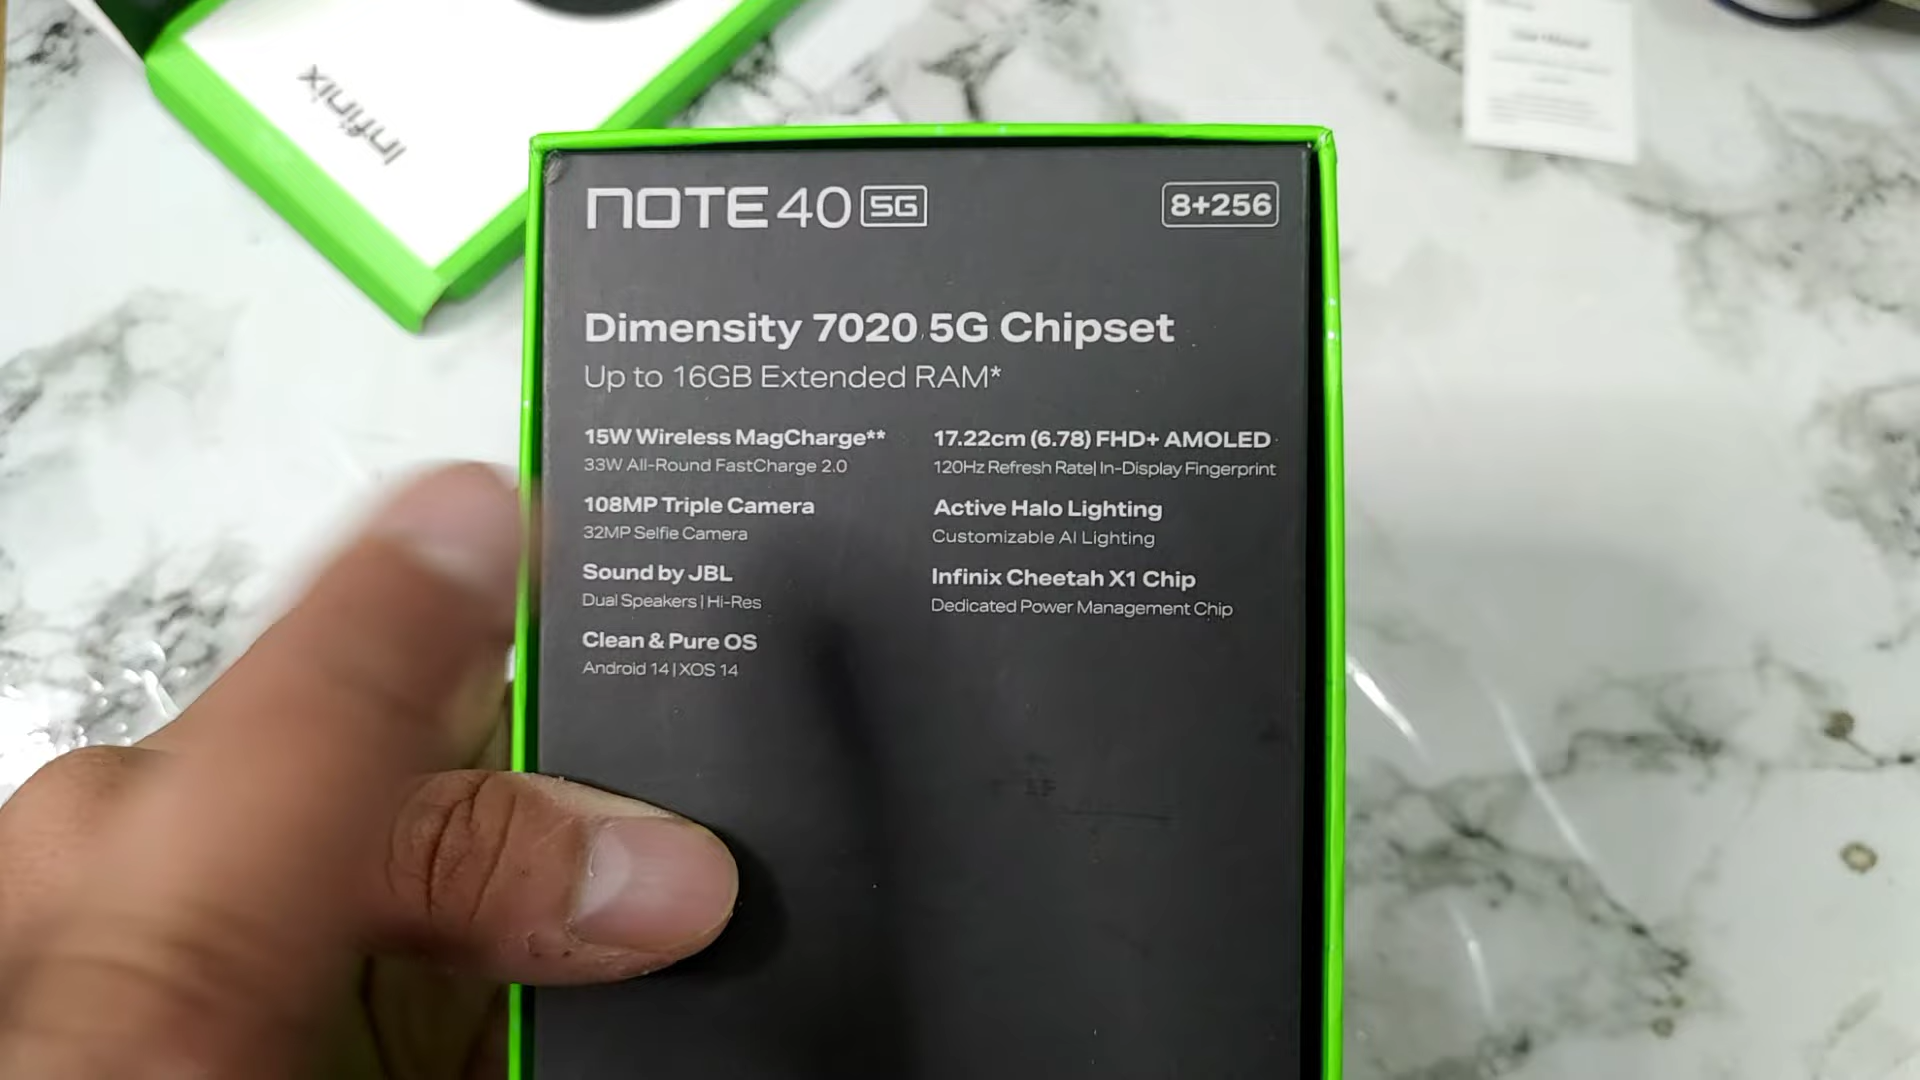 Infinix
NOTE 40 5G
8+256
Dimensity 7020 5G Chipset
Up to 16GB Extended RAM*
15W Wireless MagCharge**
33W All-Round FastCharge 2.0
108MP Triple Camera
32MP Selfie Camera
Sound by JBL
Dual Speakers | Hi-Res
Clean & Pure OS
Android 14 | XOS 14
17.22cm (6.78) FHD+ AMOLED
120Hz Refresh Rate| In-Display Fingerprint
Active Halo Lighting
Customizable AI Lighting
Infinix Cheetah X1 Chip
Dedicated Power Management Chip